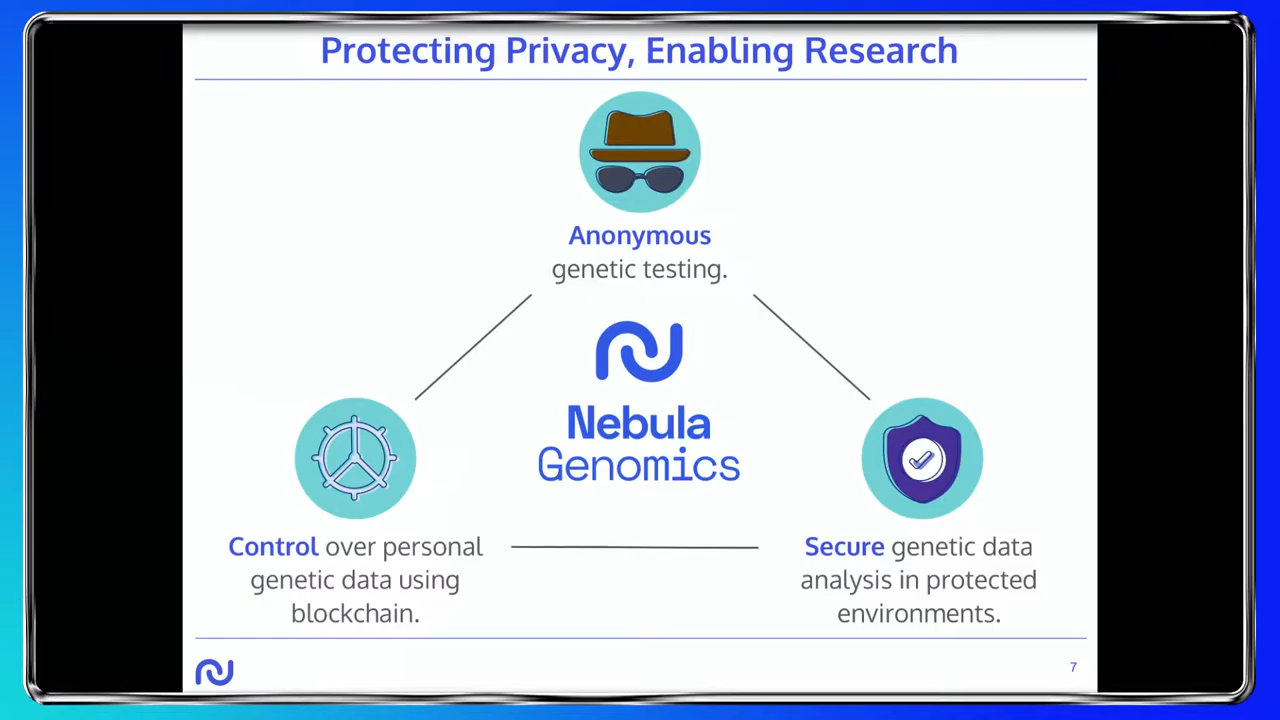 Protecting Privacy, Enabling Research
Anonymous
genetic testing.
Nebula
Genomics
Control over personal
genetic data using
blockchain.
Secure genetic data
analysis in protected
environments.
7